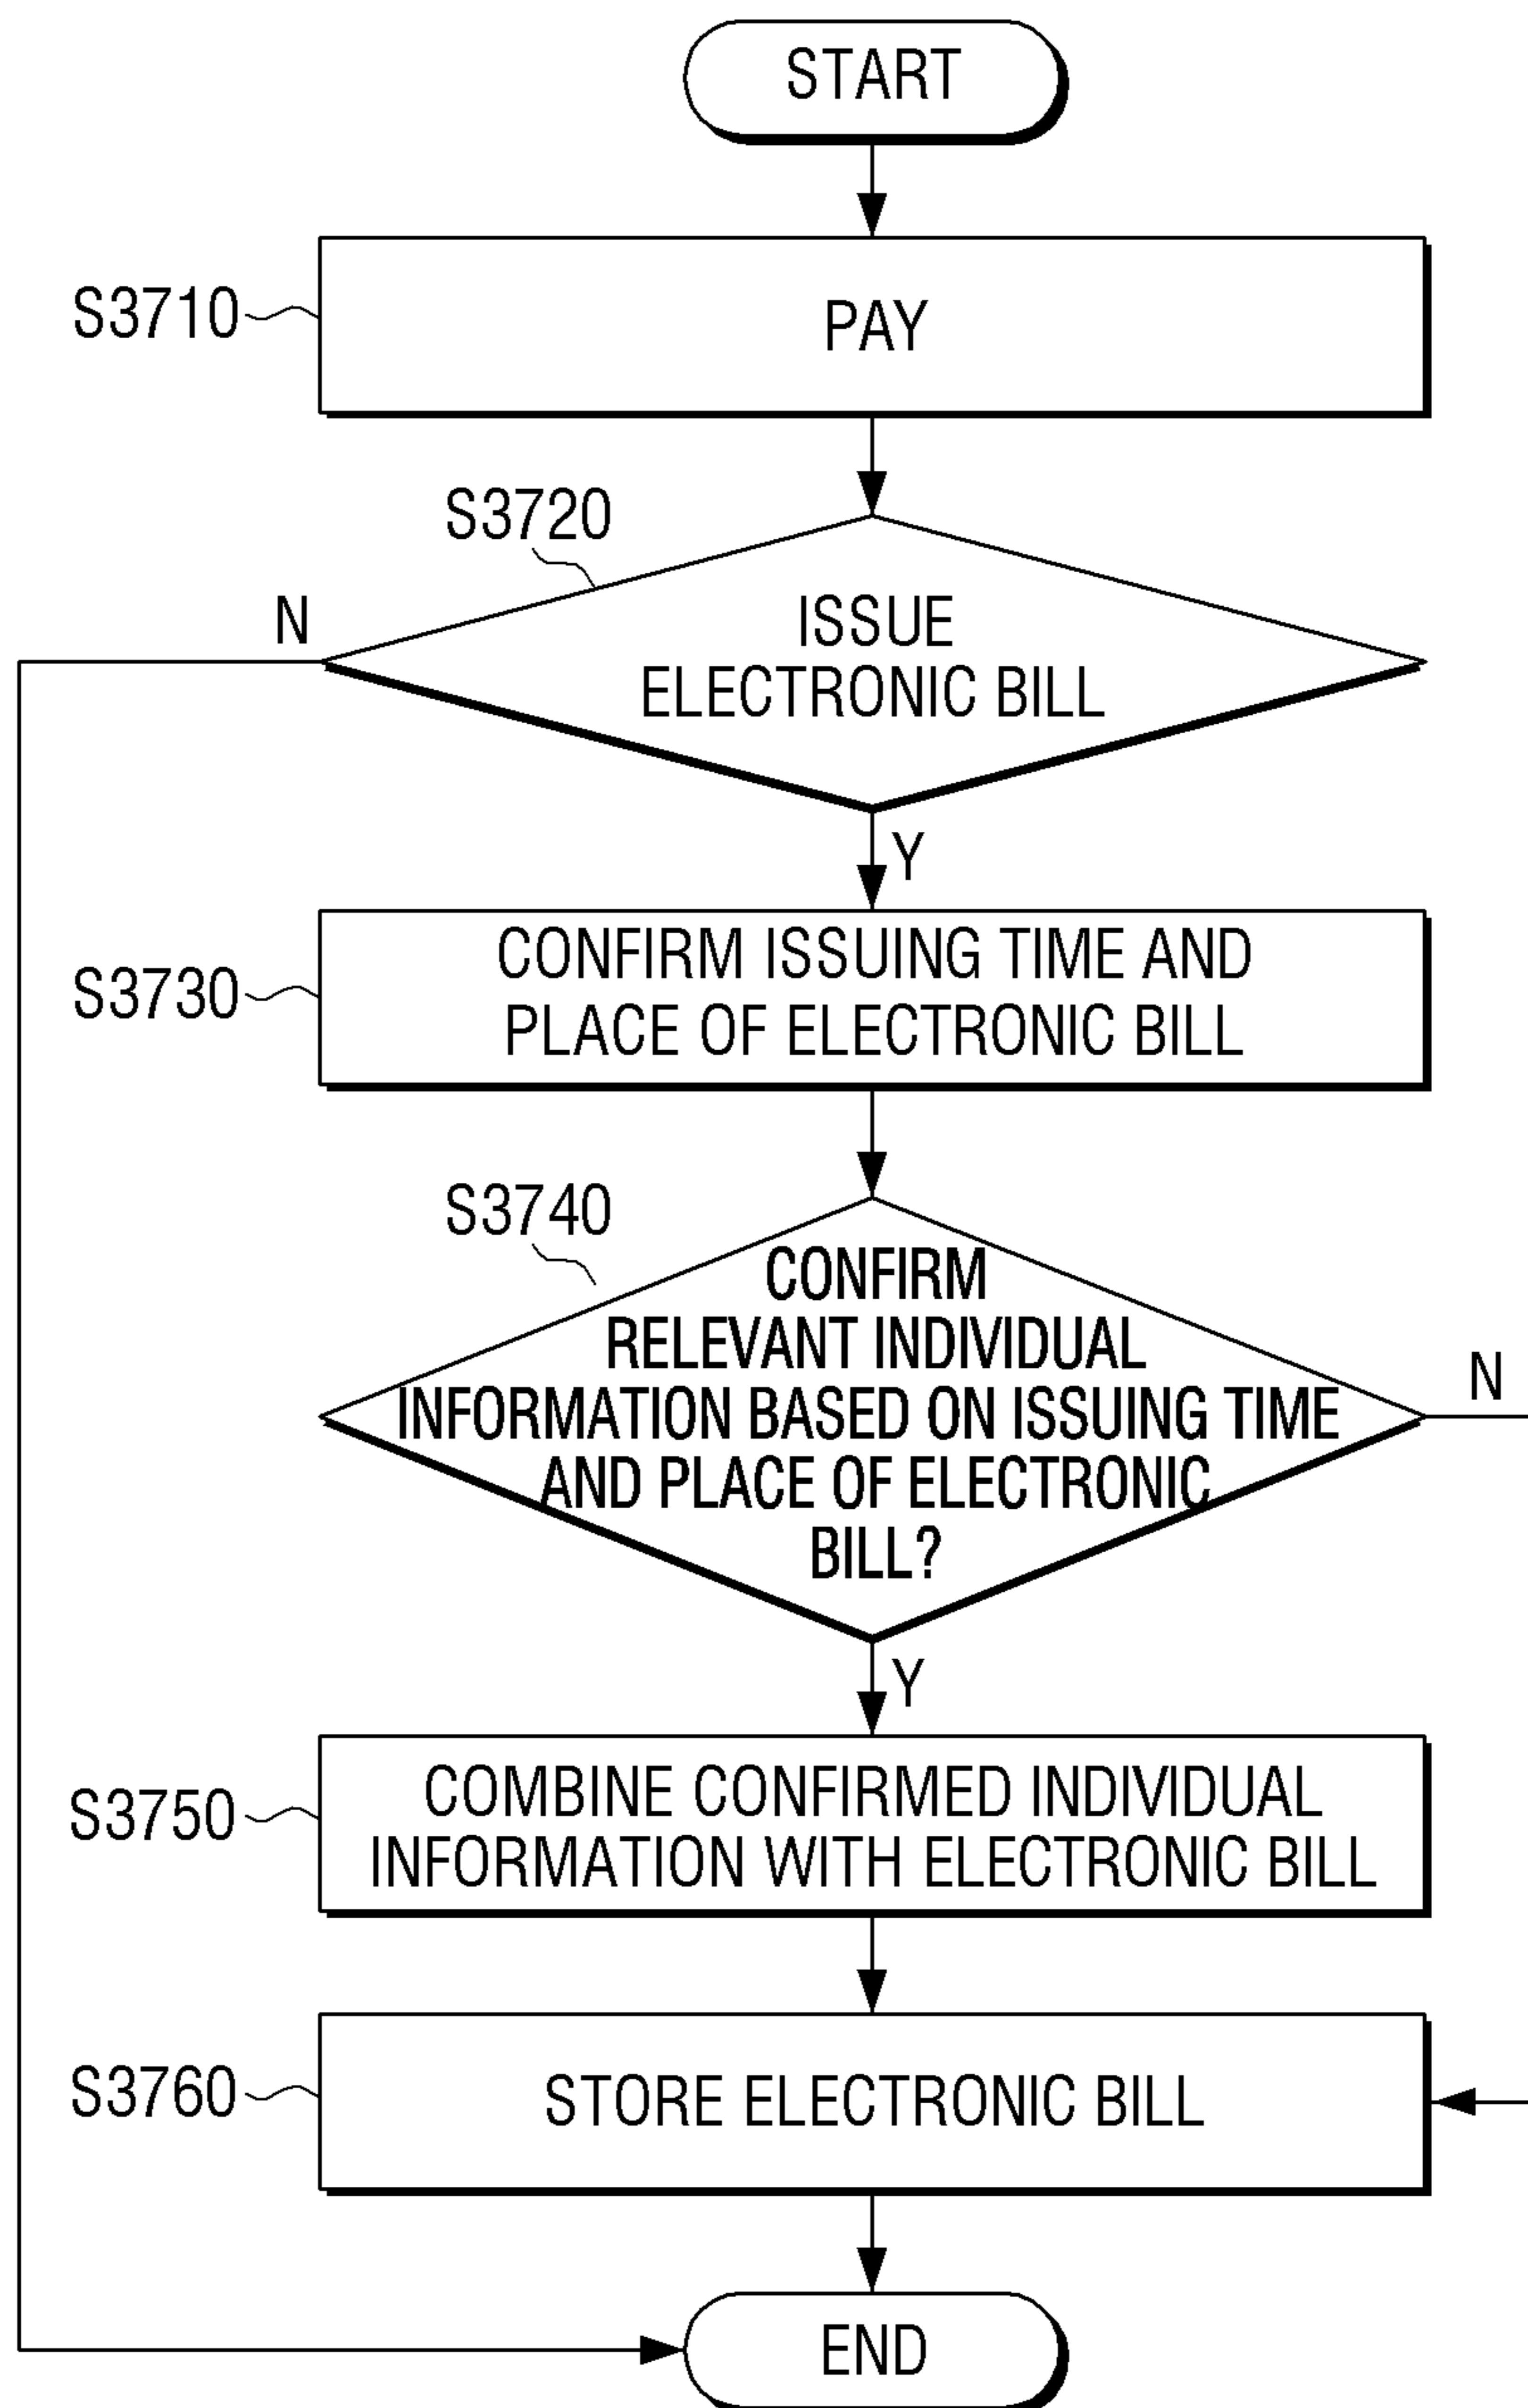 START
S3710
PAY
S3720
N
ISSUE
ELECTRONIC BILL
Y
S3730
CONFIRM ISSUING TIME AND
PLACE OF ELECTRONIC BILL
S3740
CONFIRM
RELEVANT INDIVIDUAL
INFORMATION BASED ON ISSUING TIME
AND PLACE OF ELECTRONIC
BILL?
N
Y
S3750
COMBINE CONFIRMED INDIVIDUAL
INFORMATION WITH ELECTRONIC BILL
S3760
STORE ELECTRONIC BILL
END